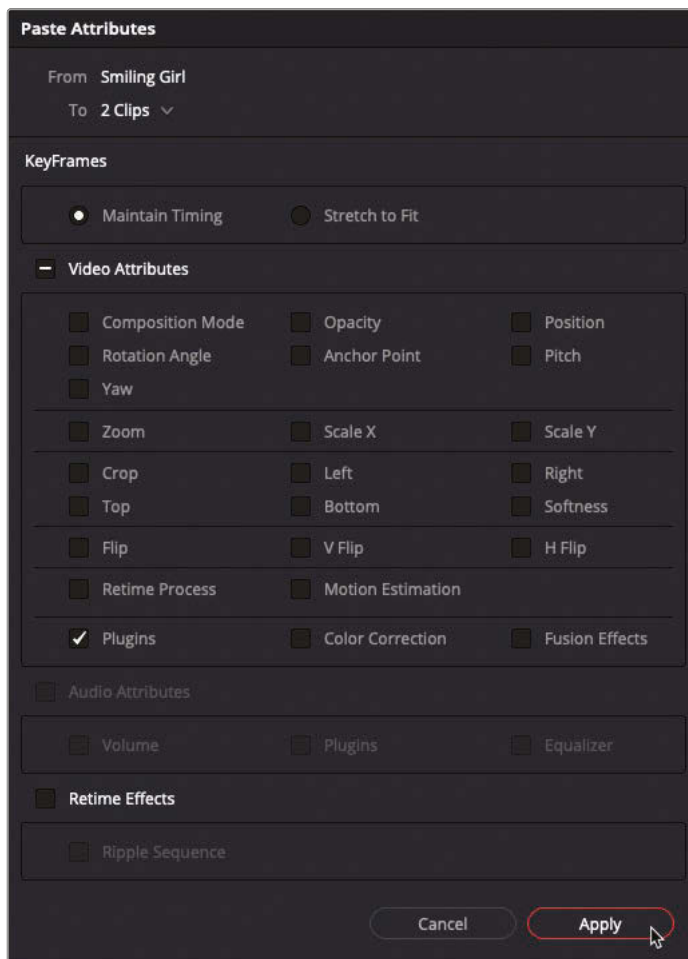 Paste Attributes
From Smiling Girl
To 2 Clips
KeyFrames
Maintain Timing Stretch to Fit
Video Attributes
Composition Mode Opacity Position
Rotation Angle Anchor Point Pitch
Yaw
Zoom Scale X Scale Y
Crop Left Right
Top Bottom Softness
Flip V Flip H Flip
Retime Process Motion Estimation
Plugins Color Correction Fusion Effects
Audio Attributes
Volume Plugins Equalizer
Retime Effects
Ripple Sequence
Cancel Apply